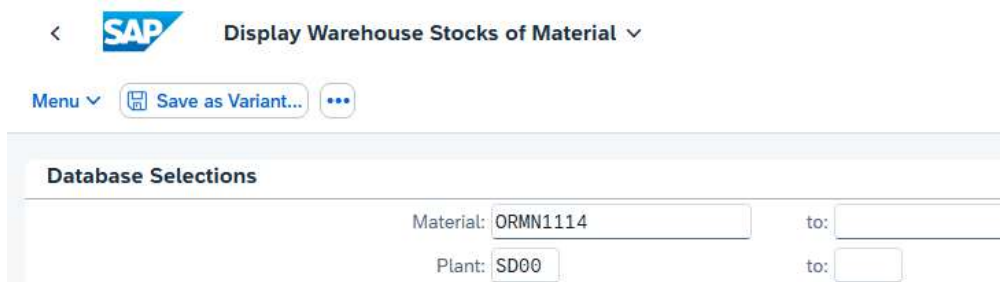 SAP Display Warehouse Stocks of Material
Menu Save as Variant... •••
Database Selections
Material: ORMN1114 to:
Plant: SD00 to: